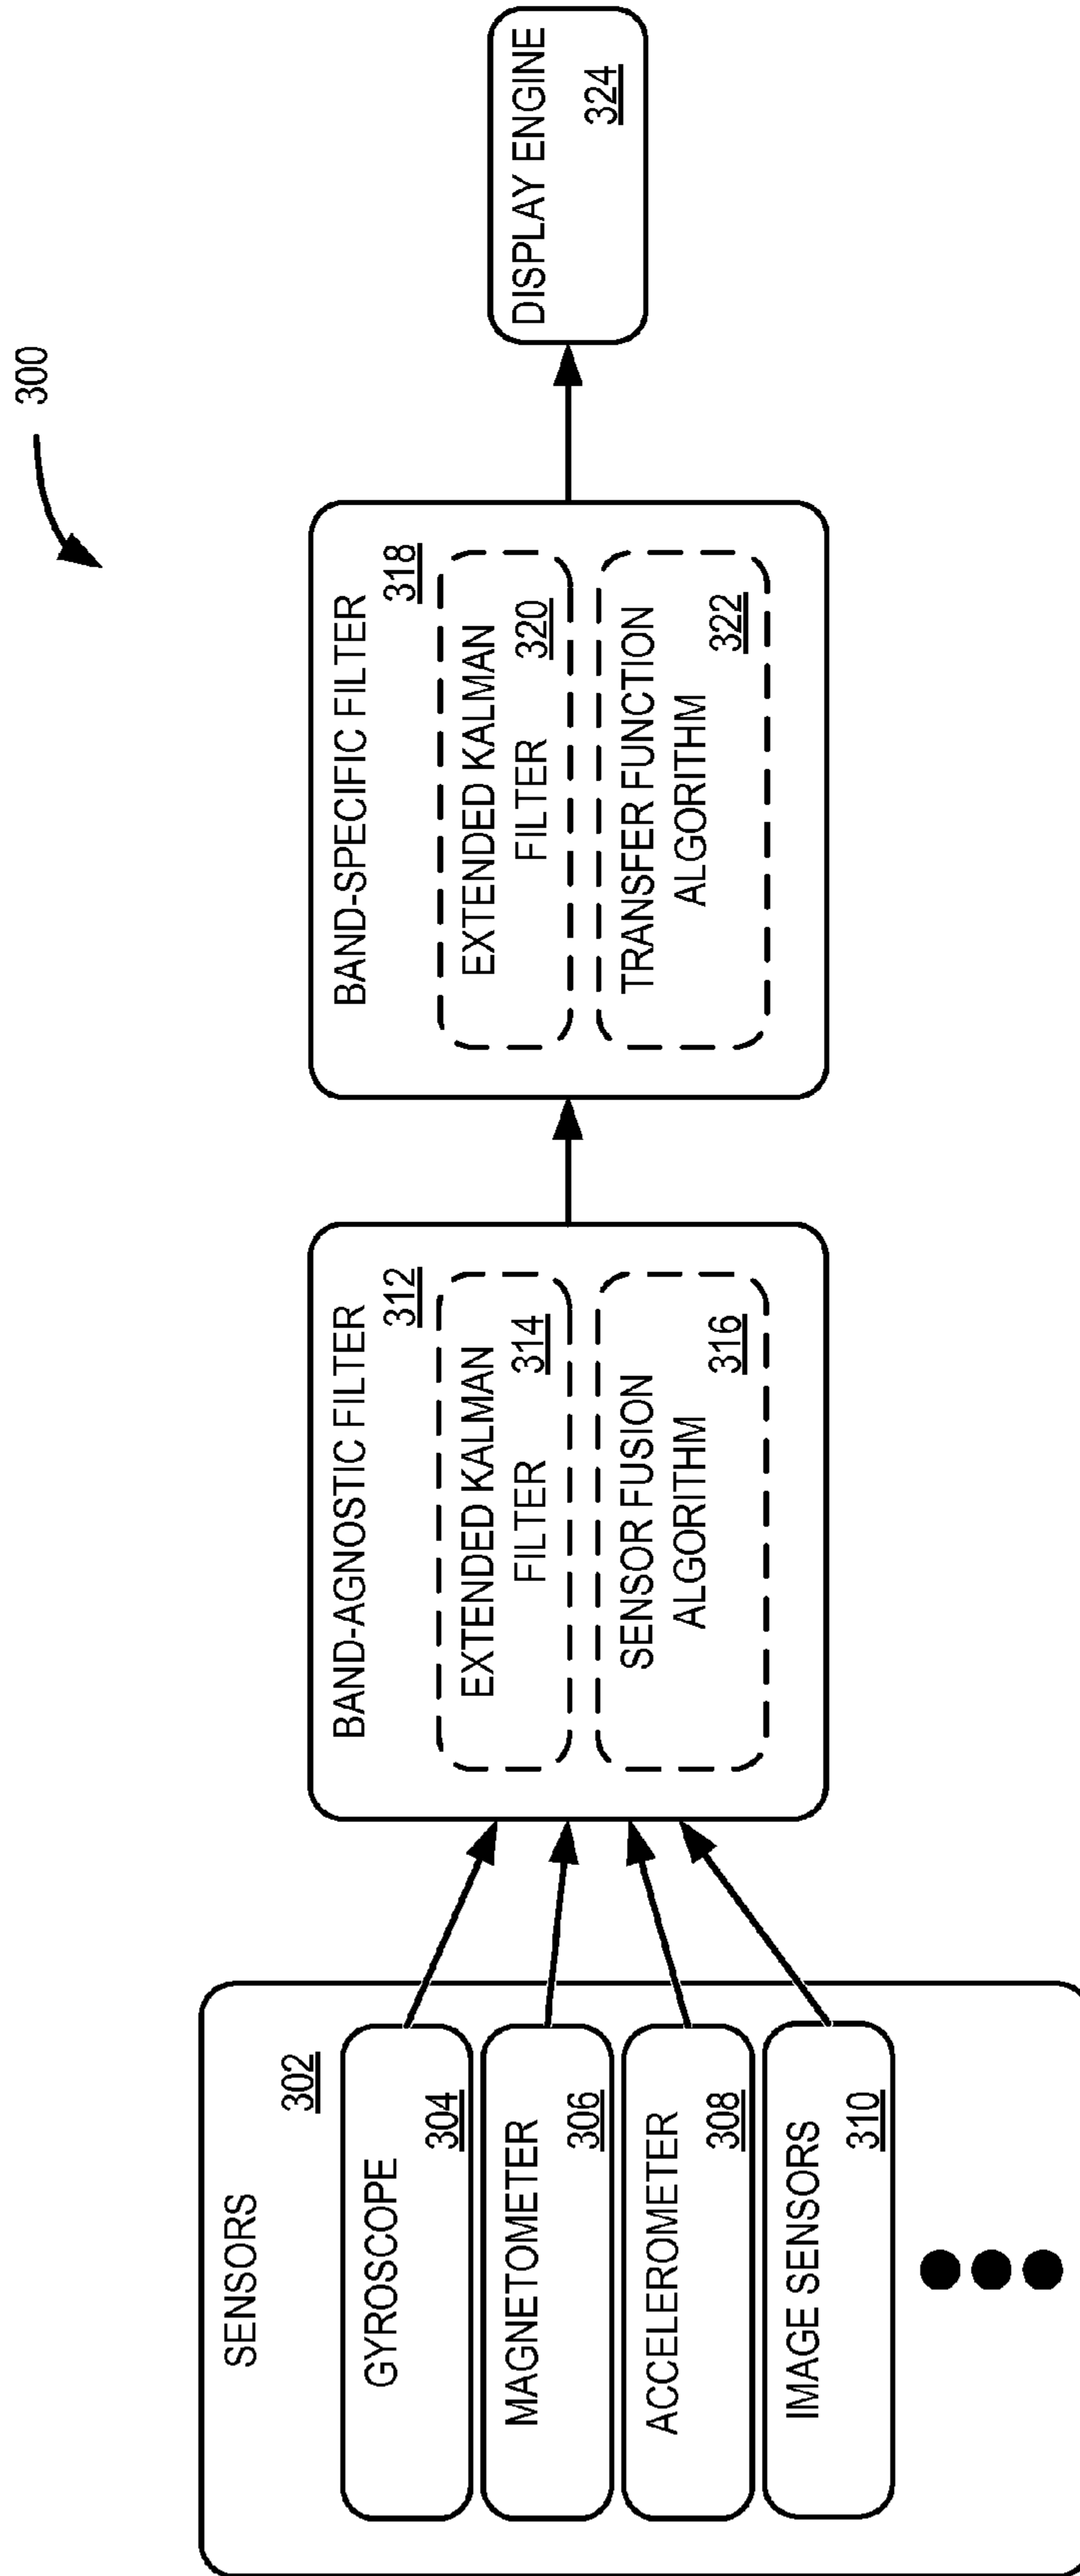 300
SENSORS
302
GYROSCOPE
304
MAGNETOMETER
306
ACCELEROMETER
308
IMAGE SENSORS
310
BAND-AGNOSTIC FILTER
312
EXTENDED KALMAN
FILTER
314
SENSOR FUSION
ALGORITHM
316
BAND-SPECIFIC FILTER
318
EXTENDED KALMAN
FILTER
320
TRANSFER FUNCTION
ALGORITHM
322
DISPLAY ENGINE
324